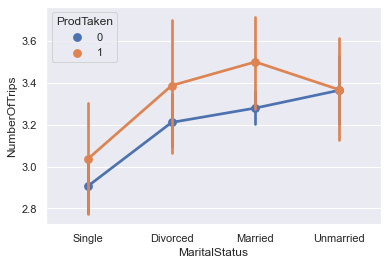 ProdTaken
0
1
3.6
3.4
3.2
3.0
2.8
NumberOfTrips
Single Divorced Married Unmarried
MaritalStatus